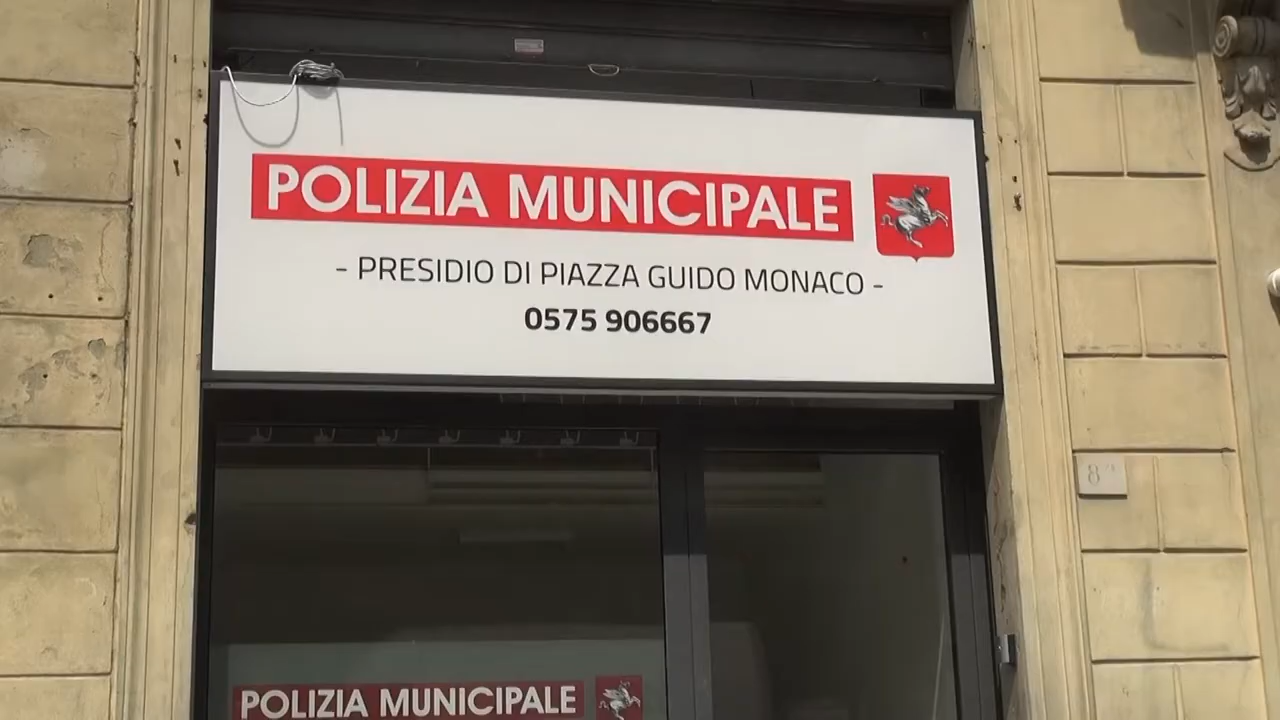 POLIZIA MUNICIPALE
- PRESIDIO DI PIAZZA GUIDO MONACO -
0575 906667
POLIZIA MUNICIPALE